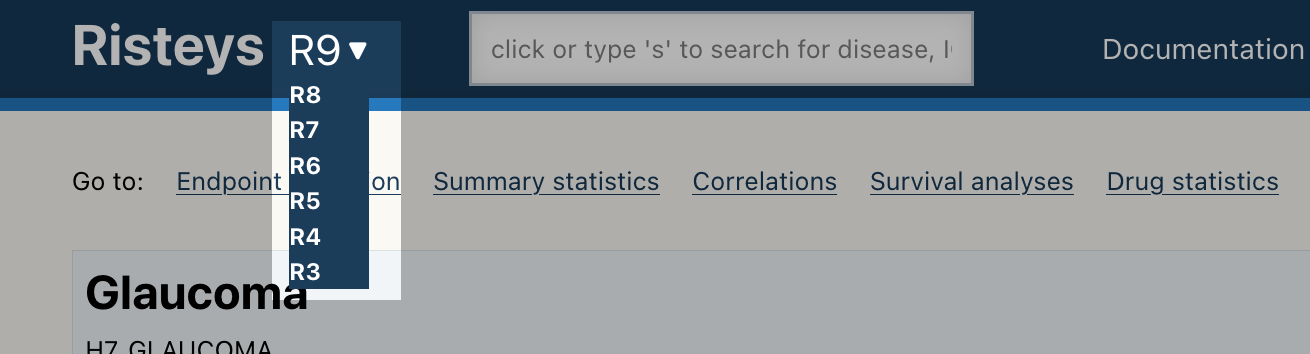 Risteys R9▼ click or type 's' to search for disease, I Documentation
R8
R7
R6
Go to: Endpoint on Summary statistics Correlations Survival analyses Drug statistics
R5
R4
R3
Glaucoma
H7_GLAUCOMA